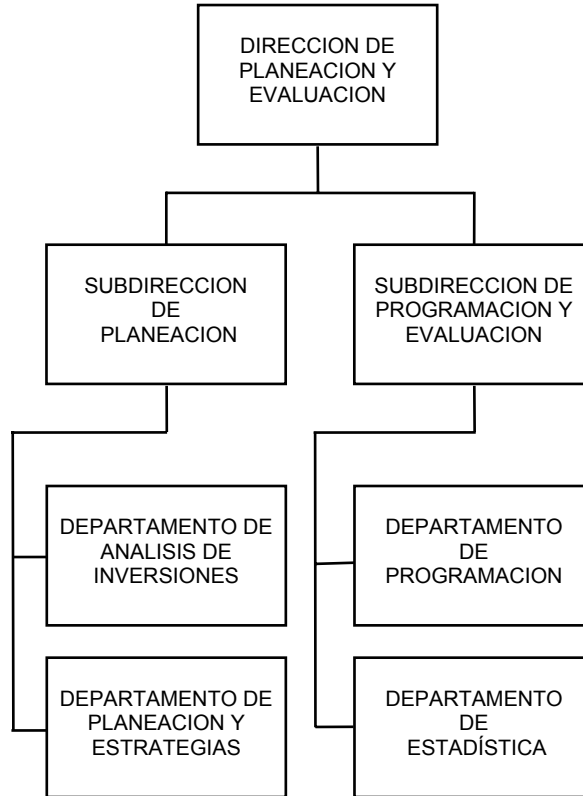 DIRECCION DE
PLANEACION Y
EVALUACION
SUBDIRECCION
DE
PLANEACION
SUBDIRECCION DE
PROGRAMACION Y
EVALUACION
DEPARTAMENTO DE
ANALISIS DE
INVERSIONES
DEPARTAMENTO
DE
PROGRAMACION
DEPARTAMENTO DE
PLANEACION Y
ESTRATEGIAS
DEPARTAMENTO
DE
ESTADÍSTICA